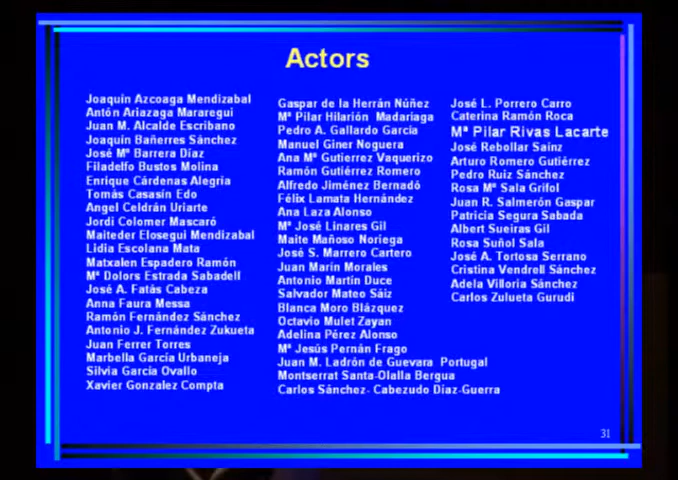 Actors
Joaquín Azcoaga Mendizabal
Antón Ariazaga Mararegui
Juan M. Alcalde Escribano
Joaquín Bañerres Sánchez
José Mª Barrera Díaz
Filadelfo Bustos Molina
Enrique Cárdenas Alegría
Tomás Casasín Edo
Angel Celdrán Uriarte
Jordi Colomer Mascaró
Maiteder Elosegui Mendizabal
Lidia Escolana Mata
Matxalen Espadero Ramón
Mª Dolors Estrada Sabadell
José A. Fatás Cabeza
Anna Faura Messa
Ramón Fernández Sánchez
Antonio J. Fernández Zukueta
Juan Ferrer Torres
Marbella García Urbaneja
Silvia García Ovallo
Xavier Gonzalez Compta
Gaspar de la Herrán Núñez
Mª Pilar Hilarión Madariaga
Pedro A. Gallardo García
Manuel Giner Noguera
Ana Mª Gutierrez Vaquerizo
Ramón Gutiérrez Romero
Alfredo Jiménez Bernadó
Félix Lamata Hernández
Ana Laza Alonso
Mª José Linares Gil
Maite Mañoso Noriega
José S. Marrero Cartero
Juan Marín Morales
Antonio Martín Duce
Salvador Mateo Sáiz
Blanca Moro Blázquez
Octavio Mulet Zayan
Adelina Pérez Alonso
Mª Jesús Pernán Frago
Juan M. Ladrón de Guevara Portugal
Montserrat Santa-Olalla Bergua
Carlos Sánchez- Cabezudo Díaz-Guerra
José L. Porrero Carro
Caterina Ramón Roca
Mª Pilar Rivas Lacarte
José Rebollar Sainz
Arturo Romero Gutiérrez
Pedro Ruiz Sánchez
Rosa Mª Sala Grifol
Juan R. Salmerón Gaspar
Patricia Segura Sabada
Albert Sueiras Gil
Rosa Suñol Sala
José A. Tortosa Serrano
Cristina Vendrell Sánchez
Adela Villoria Sánchez
Carlos Zulueta Gurudi
31